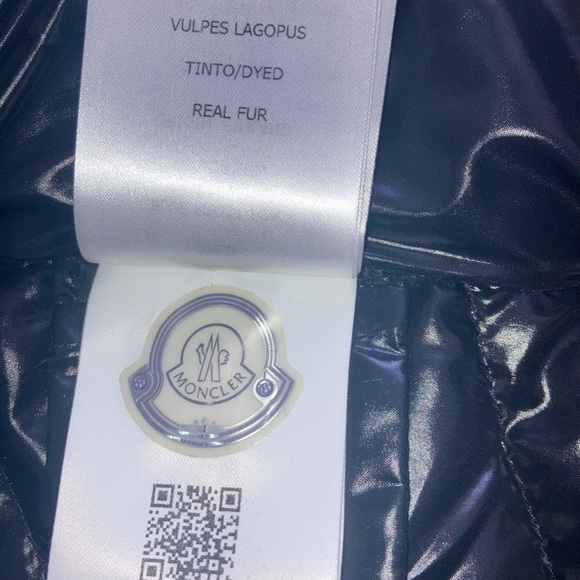 VULPES LAGOPUS
TINTO/DYED
REAL FUR
MONCLER